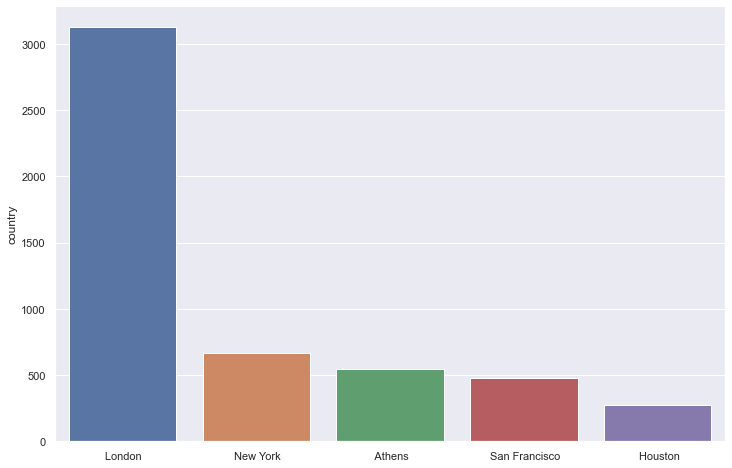 country
3000
2500
2000
1500
1000
500
0
London
New York
Athens
San Francisco
Houston